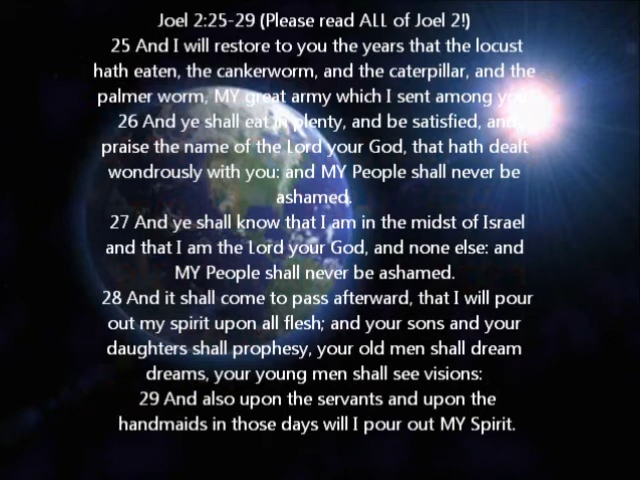 Joel 2:25-29 (Please read ALL of Joel 2!)
25 And I will restore to you the years that the locust
hath eaten, the cankerworm, and the caterpillar, and the
palmer worm, MY great army which I sent among you.
26 And ye shall eat in plenty, and be satisfied, and
praise the name of the Lord your God, that hath dealt
wondrously with you: and MY People shall never be
ashamed.
27 And ye shall know that I am in the midst of Israel
and that I am the Lord your God, and none else: and
MY People shall never be ashamed.
28 And it shall come to pass afterward, that I will pour
out my spirit upon all flesh; and your sons and your
daughters shall prophesy, your old men shall dream
dreams, your young men shall see visions:
29 And also upon the servants and upon the
handmaids in those days will I pour out MY Spirit.